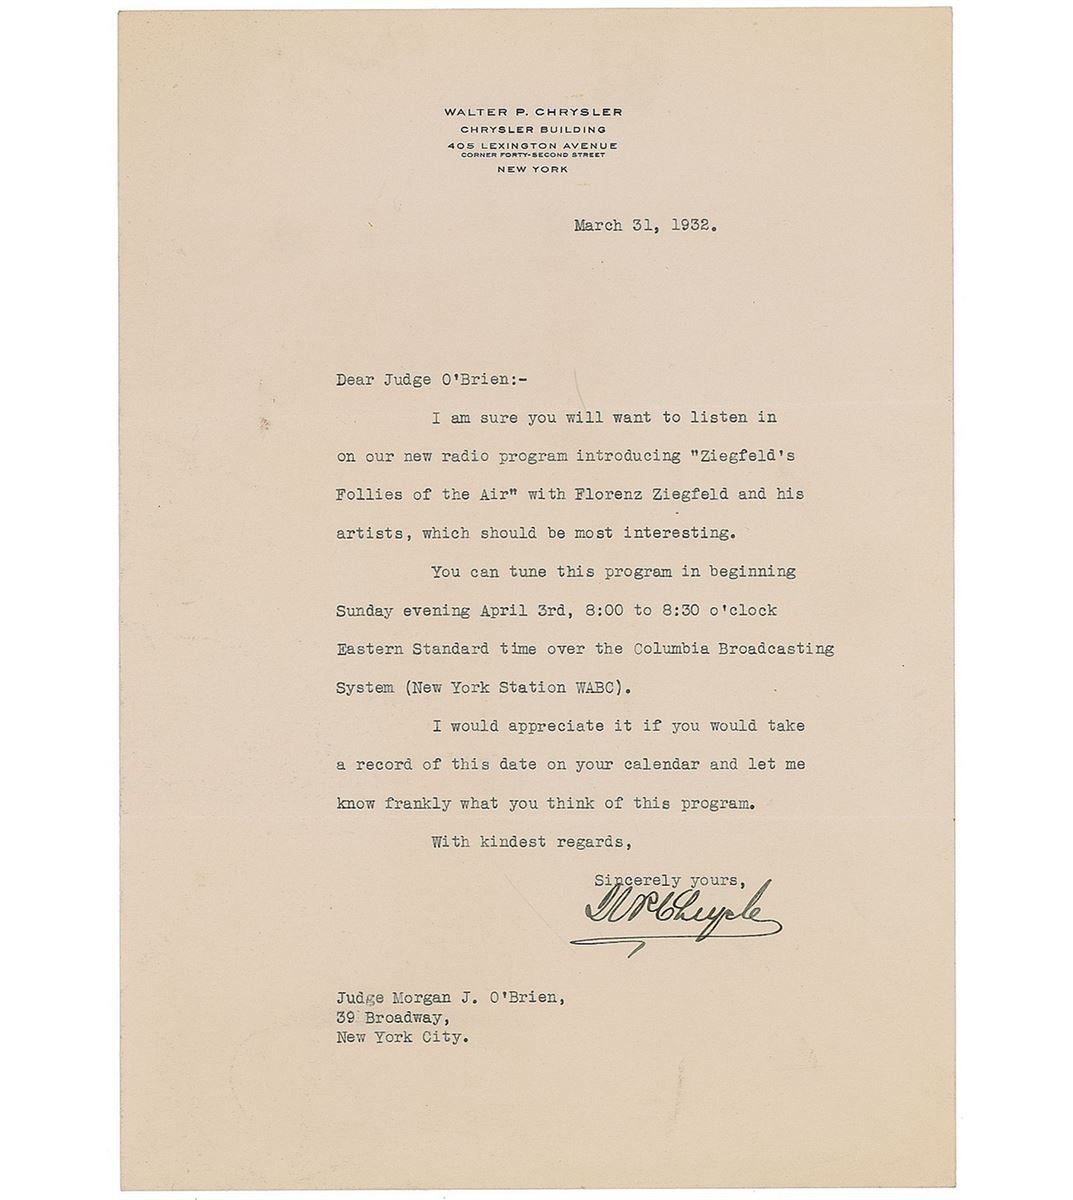 WALTER P. CHRYSLER
CHRYSLER BUILDING
405 LEXINGTON AVENUE
CORNER FORTY-SECOND STREET
NEW YORK
March 31, 1932.
Dear Judge O'Brien:-
I am sure you will want to listen in
on our new radio program introducing "Ziegfeld's
Follies of the Air" with Florenz Ziegfeld and his
artists, which should be most interesting.
You can tune this program in beginning
Sunday evening April 3rd, 8:00 to 8:30 o'clock
Eastern Standard time over the Columbia Broadcasting
System (New York Station WABC).
I would appreciate it if you would take
a record of this date on your calendar and let me
know frankly what you think of this program.
With kindest regards,
Sincerely yours,
W P Chrysler
Judge Morgan J. O'Brien,
39 Broadway,
New York City.